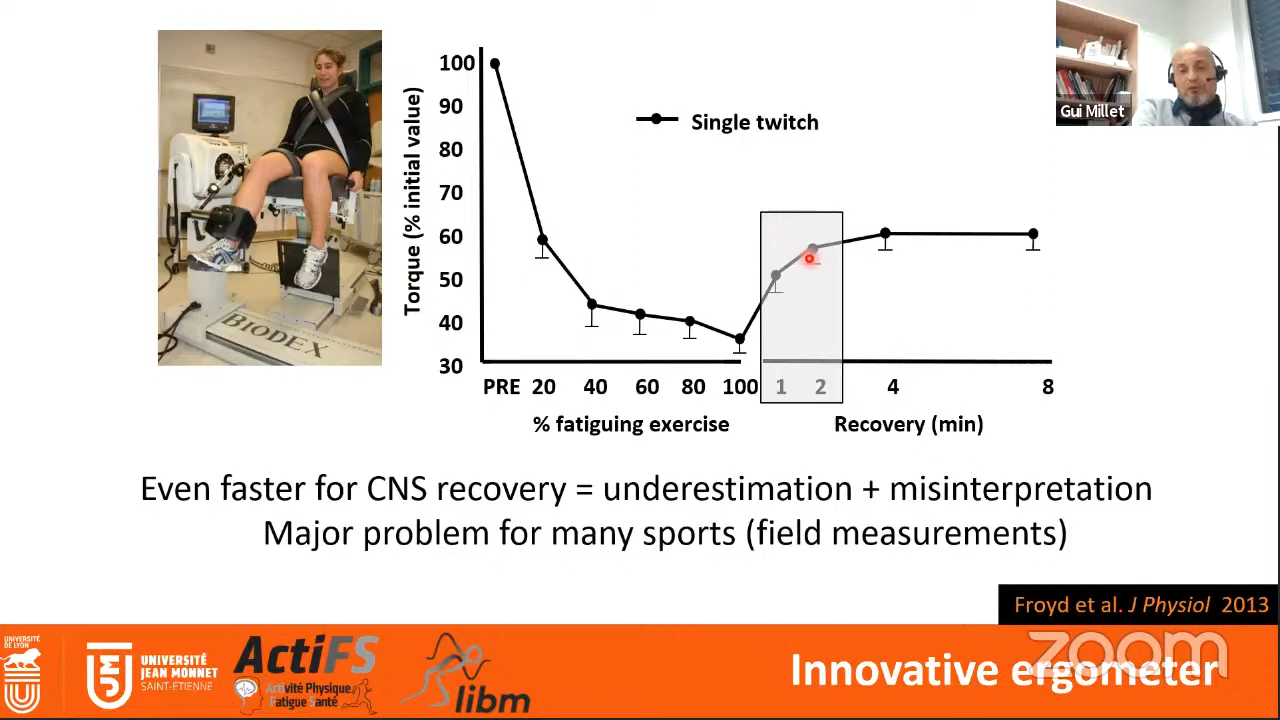 Gui Millet
100
90
80
70
60
50
40
30
Torque (% initial value)
Single twitch
PRE 20 40 60 80 100 1 2 4 8
% fatiguing exercise
Recovery (min)
BIODEX
Even faster for CNS recovery = underestimation + misinterpretation
Major problem for many sports (field measurements)
Froyd et al. J Physiol 2013
zoom
UNIVERSITÉ
DE LYON
UNIVERSITÉ
JEAN MONNET
SAINT-ÉTIENNE
ActiFS
Activité Physique
Fatigue Santé
libm
Innovative ergometer